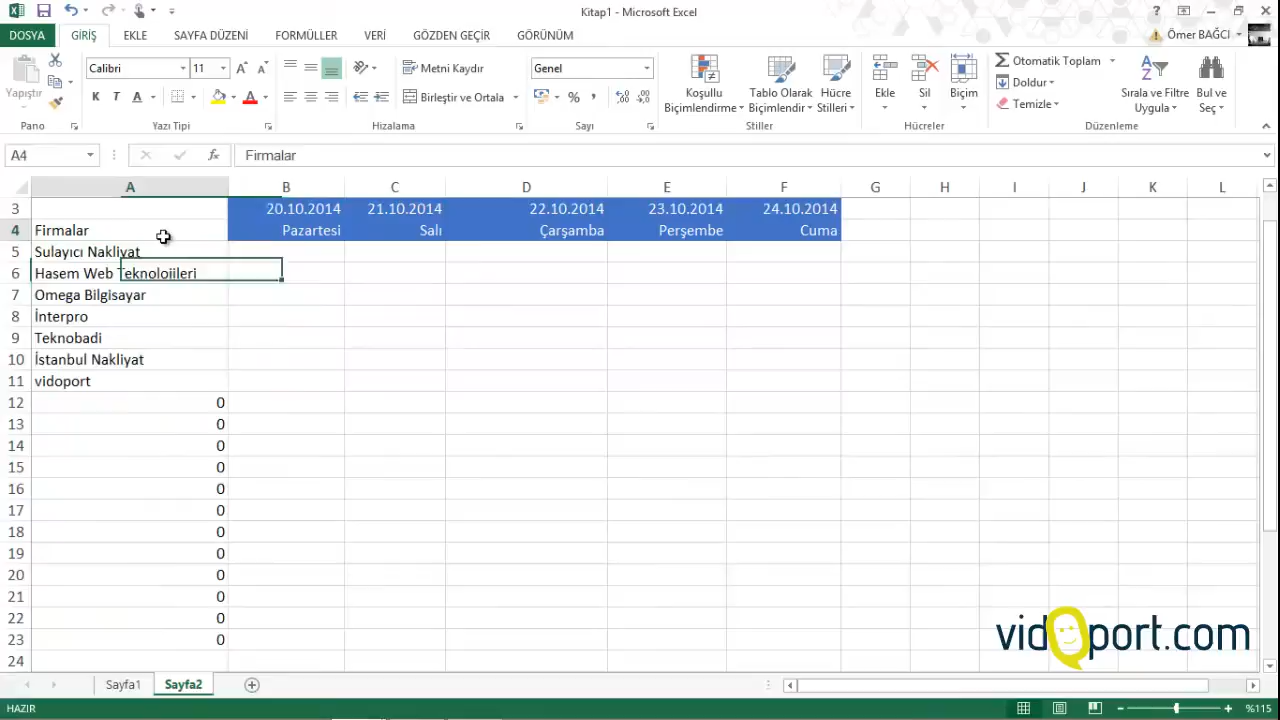 Kitap1 - Microsoft Excel
?
DOSYA GİRİŞ EKLE SAYFA DÜZENİ FORMÜLLER VERİ GÖZDEN GEÇİR GÖRÜNÜM Ömer BAĞCI
Yapıştır
Pano
Calibri 11
K T A
Yazı Tipi
Metni Kaydır
Birleştir ve Ortala
Hizalama
Genel
%
Sayı
Koşullu Biçimlendirme
Tablo Olarak Biçimlendir
Hücre Stilleri
Stiller
Ekle
Sil
Biçim
Hücreler
Otomatik Toplam
Doldur
Temizle
Sırala ve Filtre Uygula
Bul ve Seç
Düzenleme
A4 fx Firmalar
A B C D E F G H I J K L
3 20.10.2014 21.10.2014 22.10.2014 23.10.2014 24.10.2014
4 Firmalar Pazartesi Salı Çarşamba Perşembe Cuma
5 Sulayıcı Nakliyat
6 Hasem Web Teknolojileri
7 Omega Bilgisayar
8 İnterpro
9 Teknobadi
10 İstanbul Nakliyat
11 vidoport
12 0
13 0
14 0
15 0
16 0
17 0
18 0
19 0
20 0
21 0
22 0
23 0
24
vidoport.com
Sayfa1 Sayfa2
HAZIR %115